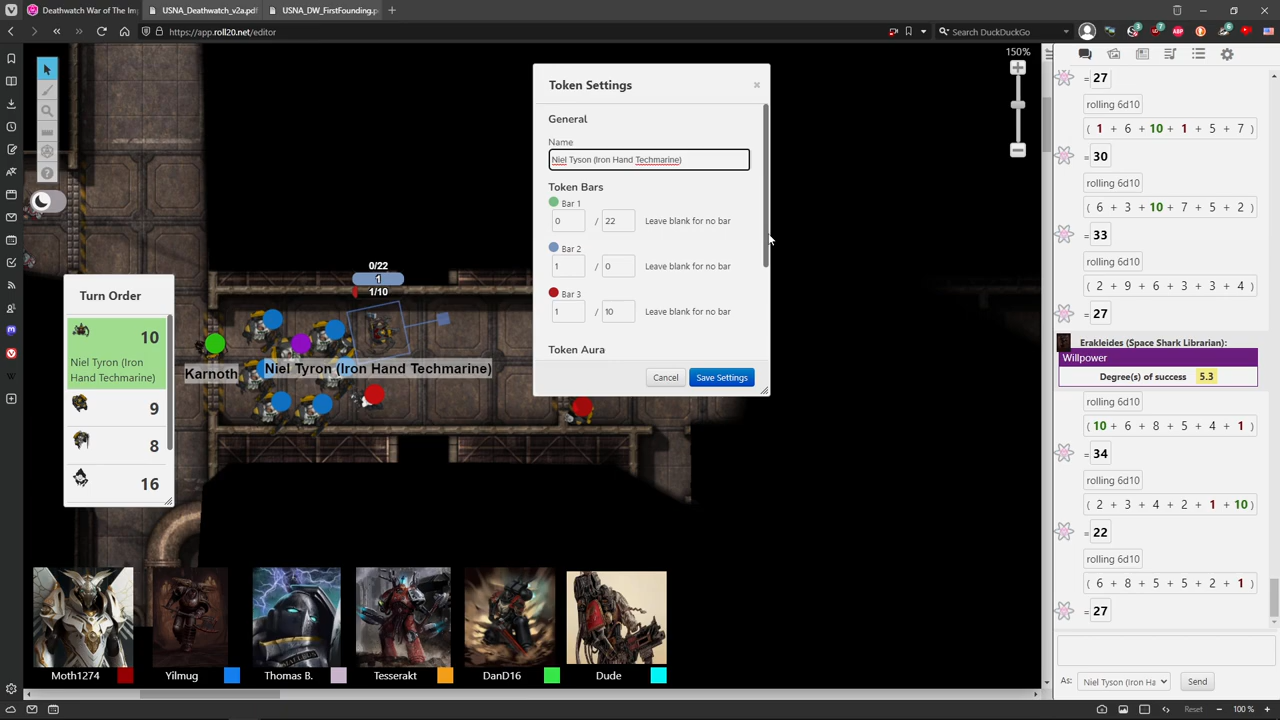 Deathwatch War of The Imp
USNA_Deathwatch_v2a.pdf
USNA_DW_FirstFounding.p
https://app.roll20.net/editor
Search DuckDuckGo
150%
Token Settings
General
Name
Niel Tyson (Iron Hand Techmarine)
Token Bars
Bar 1
0 / 22 Leave blank for no bar
Bar 2
1 / 0 Leave blank for no bar
Bar 3
1 / 10 Leave blank for no bar
Token Aura
Cancel
Save Settings
Turn Order
10
Niel Tyron (Iron
Hand Techmarine)
9
8
16
0/22
1
1/10
Karnoth
Niel Tyron (Iron Hand Techmarine)
Moth1274
Yilmug
Thomas B.
Tesserakt
DanD16
Dude
= 27
rolling 6d10
( 1 + 6 + 10 + 1 + 5 + 7 )
= 30
rolling 6d10
( 6 + 3 + 10 + 7 + 5 + 2 )
= 33
rolling 6d10
( 2 + 9 + 6 + 3 + 3 + 4 )
= 27
Erakleides (Space Shark Librarian):
Willpower
Degree(s) of success 5.3
rolling 6d10
( 10 + 6 + 8 + 5 + 4 + 1 )
= 34
rolling 6d10
( 2 + 3 + 4 + 2 + 1 + 10 )
= 22
rolling 6d10
( 6 + 8 + 5 + 5 + 2 + 1 )
= 27
As: Niel Tyson (Iron Ha
Send
Reset
100 %